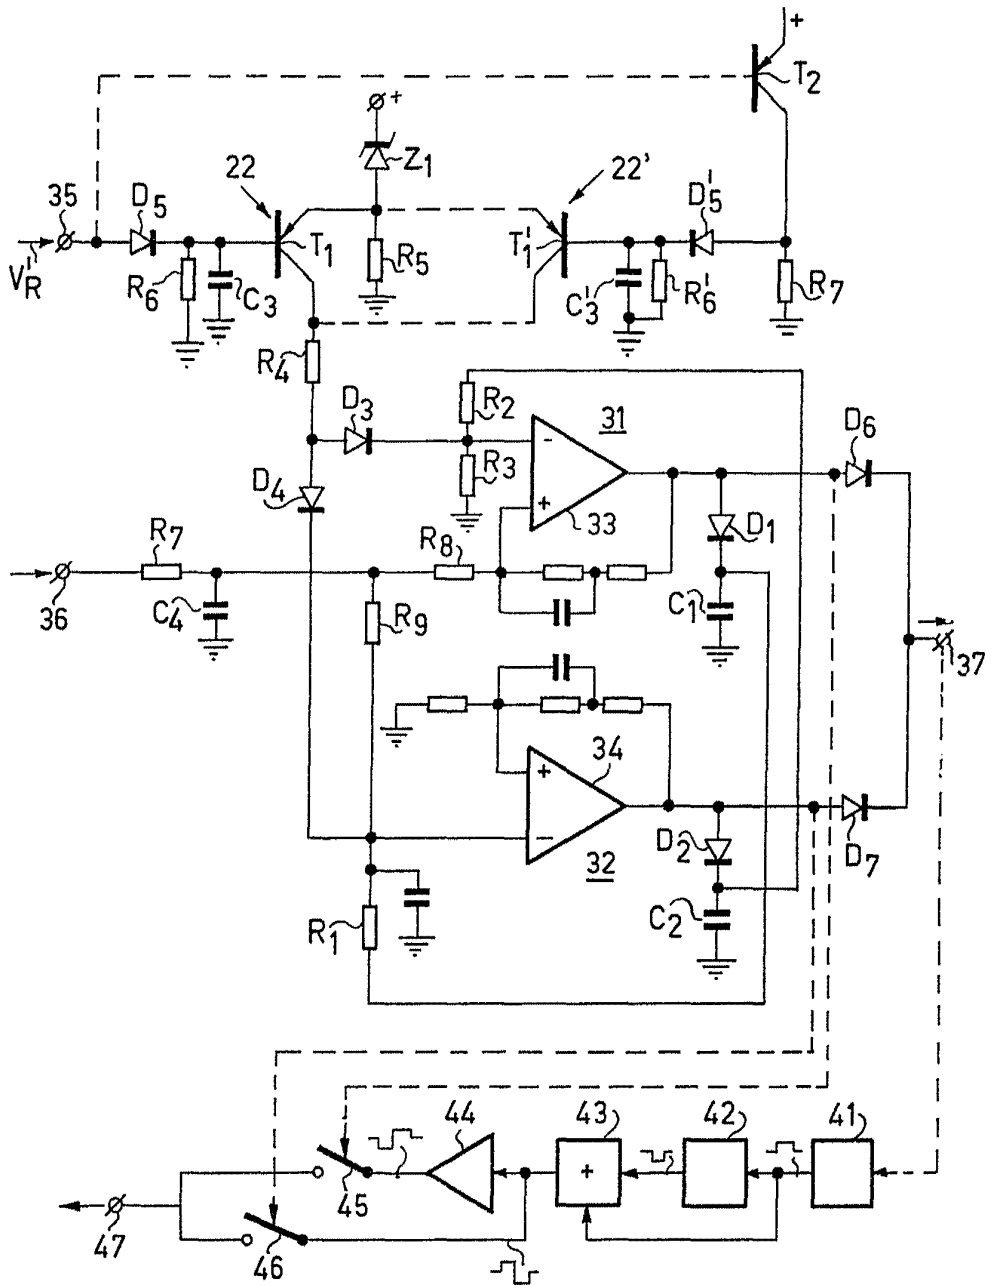 +
T2
+
Z1
22
22'
35
D5
D'5
T1
T'1
V'R
R6
C3
R5
C'3
R'6
R7
R4
D3
R2
31
D6
-
D4
R3
+
33
D1
R7
R8
36
C4
R9
C1
37
34
+
-
D2
32
D7
R1
C2
44
43
42
41
+
45
47
46